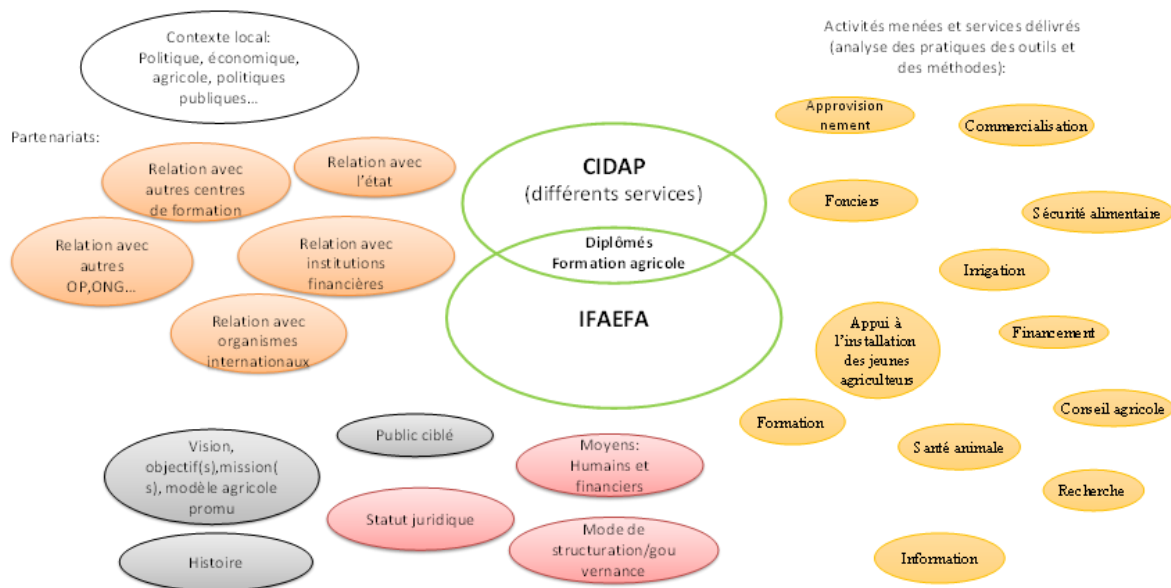 Contexte local:
Politique, économique,
agricole, politiques
publiques…
Partenariats:
Relation avec
autres centres
de formation
Relation avec
l'état
Relation avec
autres
OP,ONG…
Relation avec
institutions
financières
Relation avec
organismes
internationaux
CIDAP
(différents services)
Diplômés
Formation agricole
IFAEFA
Activités menées et services délivrés
(analyse des pratiques des outils et
des méthodes):
Approvision
nement
Commercialisation
Fonciers
Sécurité alimentaire
Irrigation
Appui à
l'installation
des jeunes
agriculteurs
Financement
Formation
Conseil agricole
Santé animale
Recherche
Information
Vision,
objectif(s),mission(
s), modèle agricole
promu
Public ciblé
Histoire
Statut juridique
Moyens:
Humains et
financiers
Mode de
structuration/gou
vernance